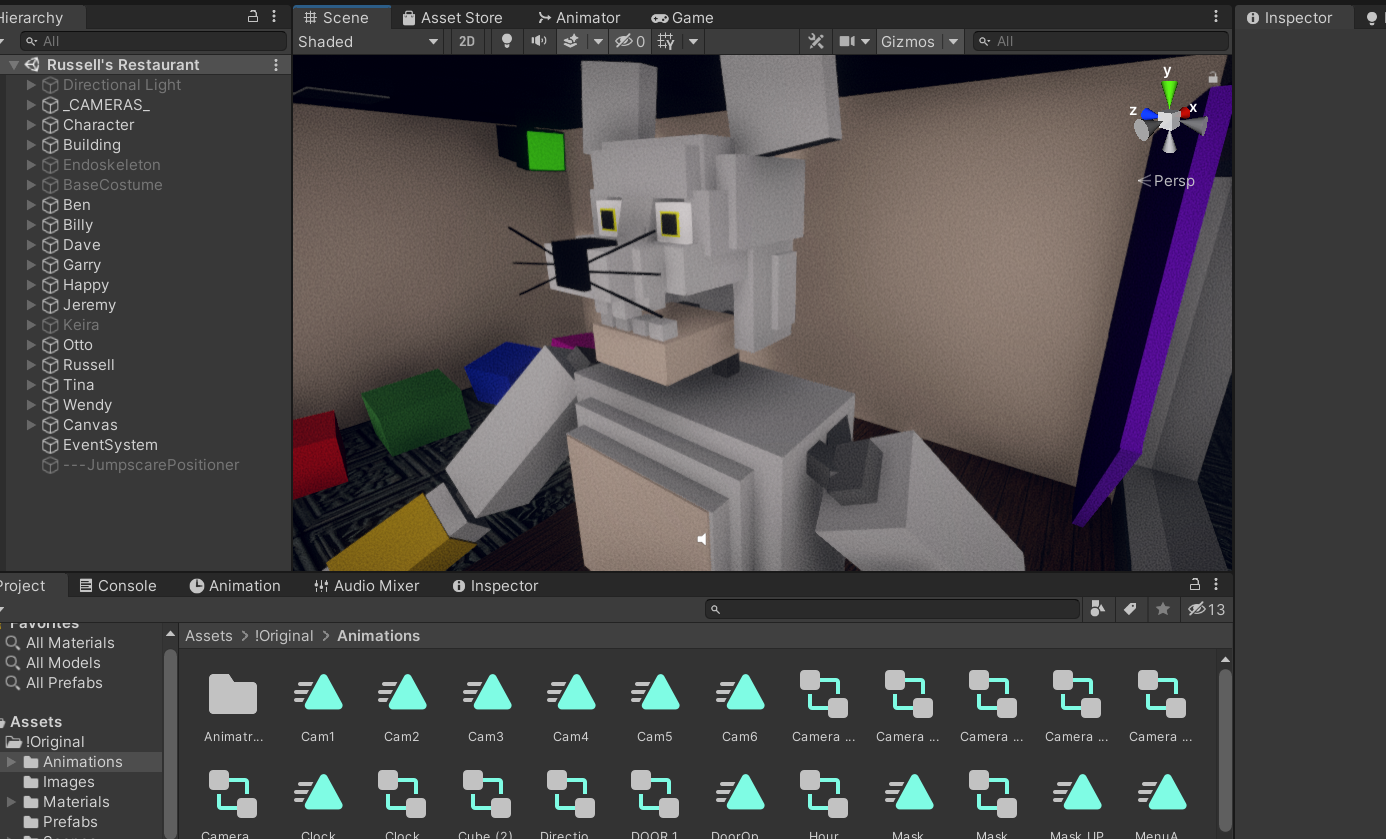 Hierarchy
All
Russell's Restaurant
Directional Light
_CAMERAS_
Character
Building
Endoskeleton
BaseCostume
Ben
Billy
Dave
Garry
Happy
Jeremy
Keira
Otto
Russell
Tina
Wendy
Canvas
EventSystem
---JumpscarePositioner
Scene Asset Store Animator Game
Shaded 2D 0 Gizmos All
y
z x
Persp
Inspector
Project Console Animation Audio Mixer Inspector
13
Favorites
All Materials
All Models
All Prefabs
Assets
!Original
Animations
Images
Materials
Prefabs
Assets > !Original > Animations
Animatr... Cam1 Cam2 Cam3 Cam4 Cam5 Cam6 Camera ... Camera ... Camera ... Camera ... Camera ...
Camera Clock Clock Cube (2) Directio DOOR 1 DoorOp Hour Mask Mask Mask UP MenuA